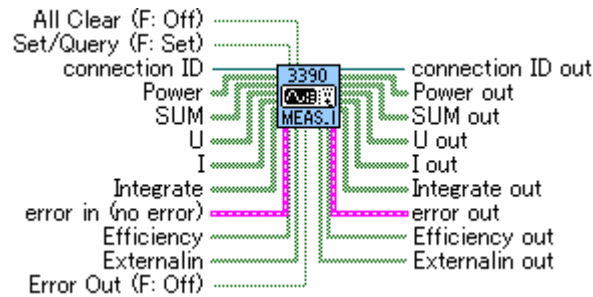 All Clear (F: Off)
Set/Query (F: Set)
connection ID
Power
SUM
U
I
Integrate
error in (no error)
Efficiency
Externalin
Error Out (F: Off)
3390
MEAS_I
connection ID out
Power out
SUM out
U out
I out
Integrate out
error out
Efficiency out
Externalin out